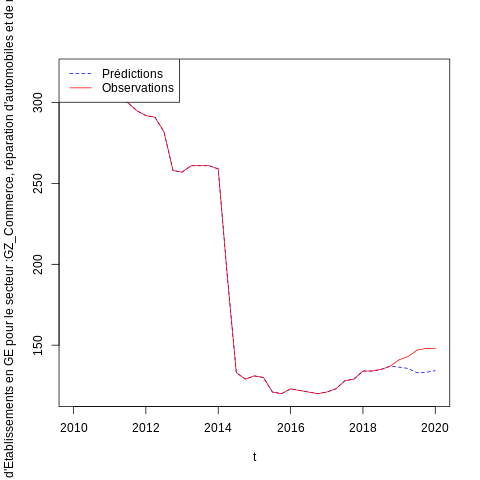 d'Etablissements en GE pour le secteur :GZ_Commerce, réparation d'automobiles et de
Prédictions
Observations
300
250
200
150
2010
2012
2014
2016
2018
2020
t